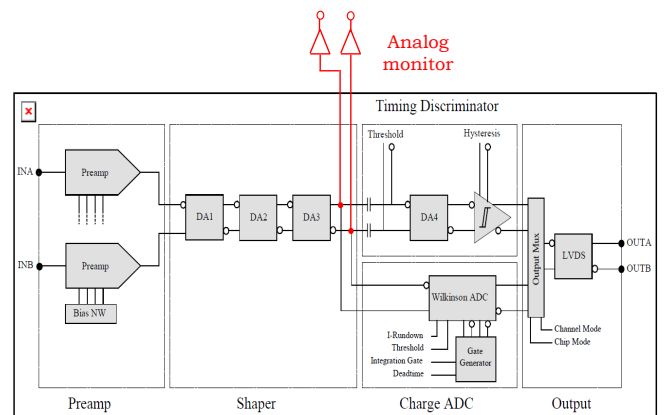 Analog
monitor
Timing Discriminator
Threshold
Hysteresis
INA
Preamp
DA1
DA2
DA3
DA4
INB
Preamp
Bias NW
Output Mux
LVDS
OUTA
OUTB
Wilkinson ADC
I-Rundown
Threshold
Integration Gate
Deadtime
Gate
Generator
Channel Mode
Chip Mode
Preamp
Shaper
Charge ADC
Output